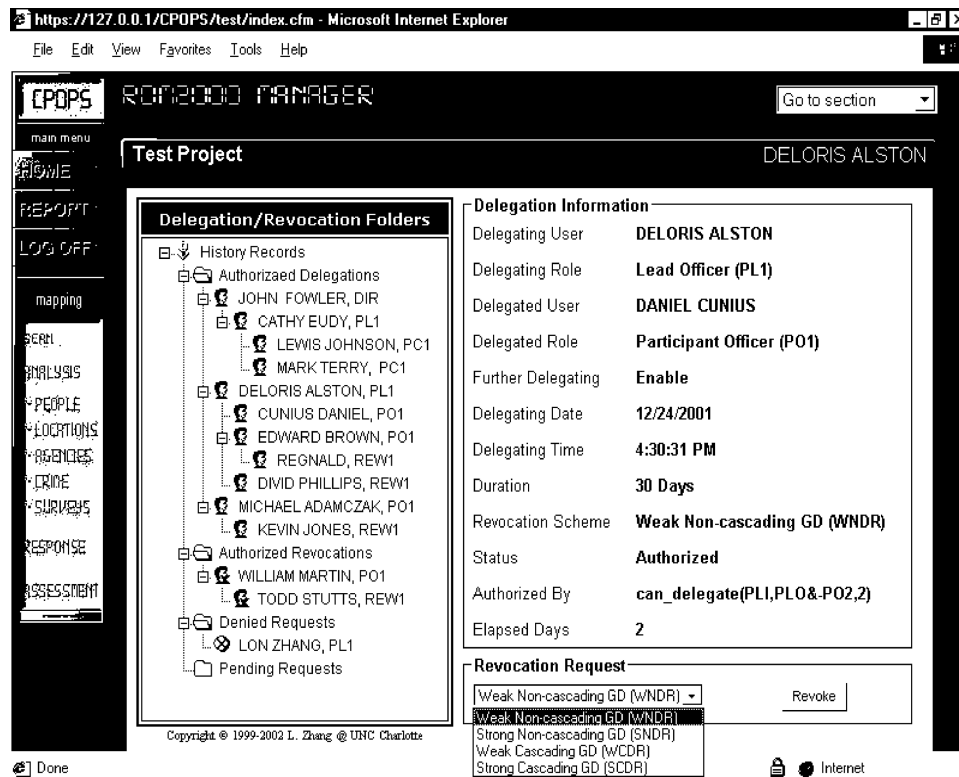 https://127.0.0.1/CPOPS/test/index.cfm - Microsoft Internet Explorer
File Edit View Favorites Tools Help
CPOPS
ROM2000 MANAGER
Go to section
main menu
Test Project
DELORIS ALSTON
HOME
REPORT
LOG OFF
mapping
ANALYSIS
PEOPLE
LOCATIONS
AGENCIES
CRIME
SURVEYS
RESPONSE
ASSESSMENT
Delegation/Revocation Folders
History Records
Authorizaed Delegations
JOHN FOWLER, DIR
CATHY EUDY, PL1
LEWIS JOHNSON, PC1
MARK TERRY, PC1
DELORIS ALSTON, PL1
CUNIUS DANIEL, PO1
EDWARD BROWN, PO1
REGNALD, REW1
DIVID PHILLIPS, REW1
MICHAEL ADAMCZAK, PO1
KEVIN JONES, REW1
Authorized Revocations
WILLIAM MARTIN, PO1
TODD STUTTS, REW1
Denied Requests
LON ZHANG, PL1
Pending Requests
Delegation Information
Delegating User DELORIS ALSTON
Delegating Role Lead Officer (PL1)
Delegated User DANIEL CUNIUS
Delegated Role Participant Officer (PO1)
Further Delegating Enable
Delegating Date 12/24/2001
Delegating Time 4:30:31 PM
Duration 30 Days
Revocation Scheme Weak Non-cascading GD (WNDR)
Status Authorized
Authorized By can_delegate(PLI,PLO&-PO2,2)
Elapsed Days 2
Revocation Request
Weak Non-cascading GD (WNDR)
Revoke
Weak Non-cascading GD (WNDR)
Strong Non-cascading GD (SNDR)
Weak Cascading GD (WCDR)
Strong Cascading GD (SCDR)
Copyright © 1999-2002 L. Zhang @ UNC Charlotte
Done
Internet